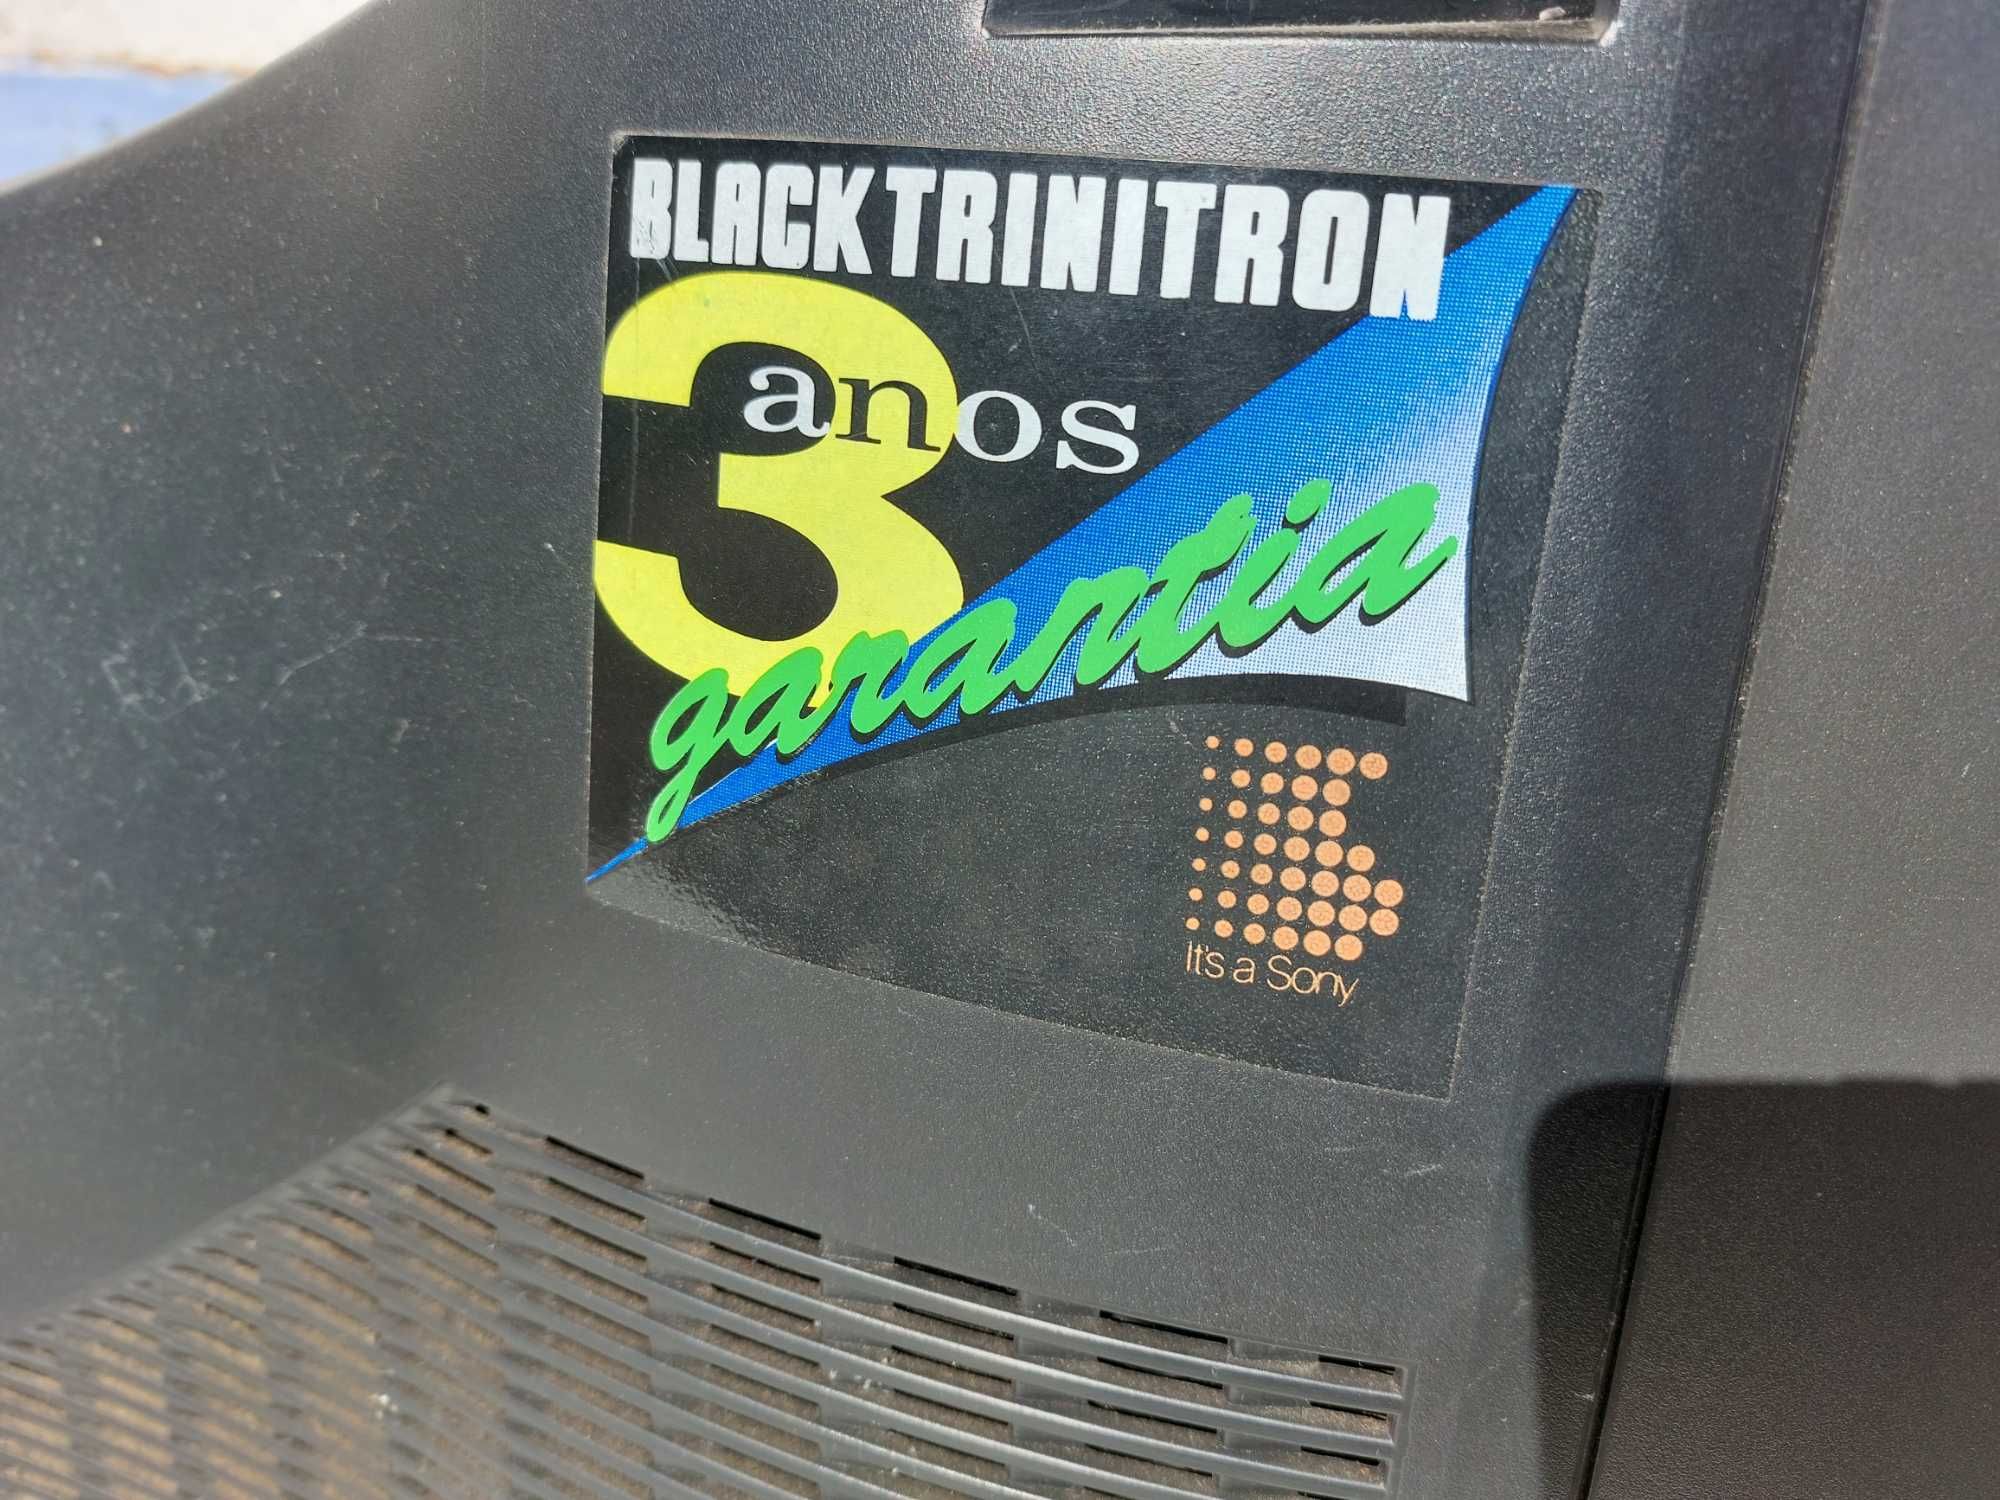 BLACK TRINITRON
3 anos
garantia
It's a Sony